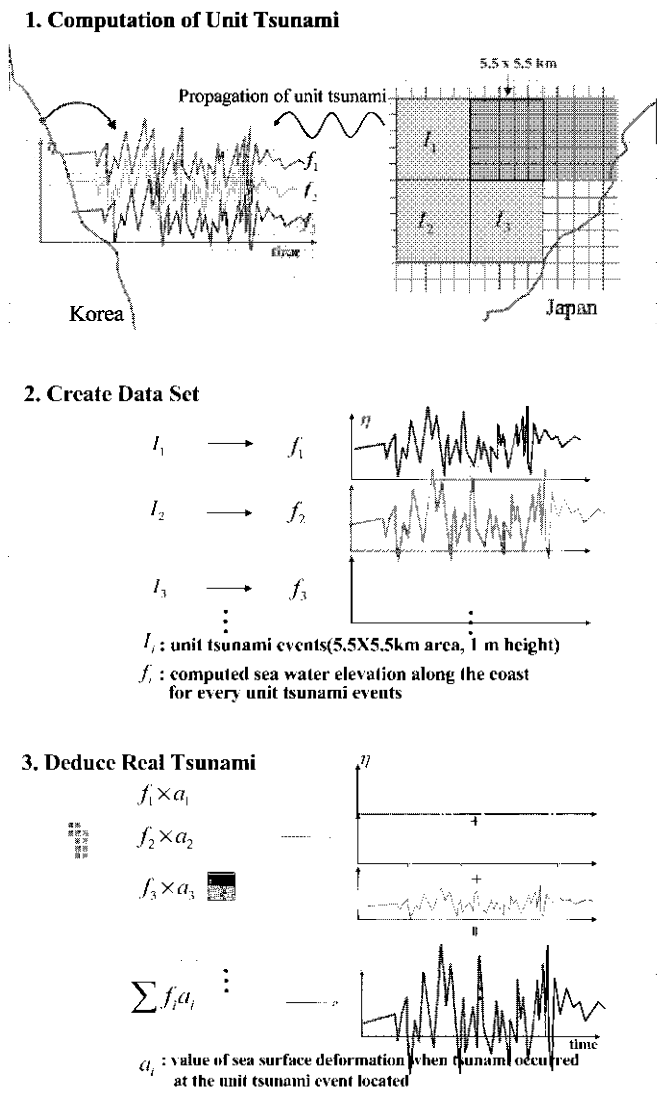 1. Computation of Unit Tsunami
5.5 x 5.5 km
Propagation of unit tsunami
η
I₁
f₁
f₂
I₂
I₃
time
Korea
Japan
2. Create Data Set
η
I₁ → f₁
I₂ → f₂
I₃ → f₃
Iᵢ : unit tsunami events(5.5X5.5km area, 1 m height)
fᵢ : computed sea water elevation along the coast
for every unit tsunami events
3. Deduce Real Tsunami
η
f₁×a₁
+
f₂×a₂
+
f₃×a₃
=
∑ fᵢaᵢ
time
aᵢ : value of sea surface deformation when tsunami occurred
at the unit tsunami event located